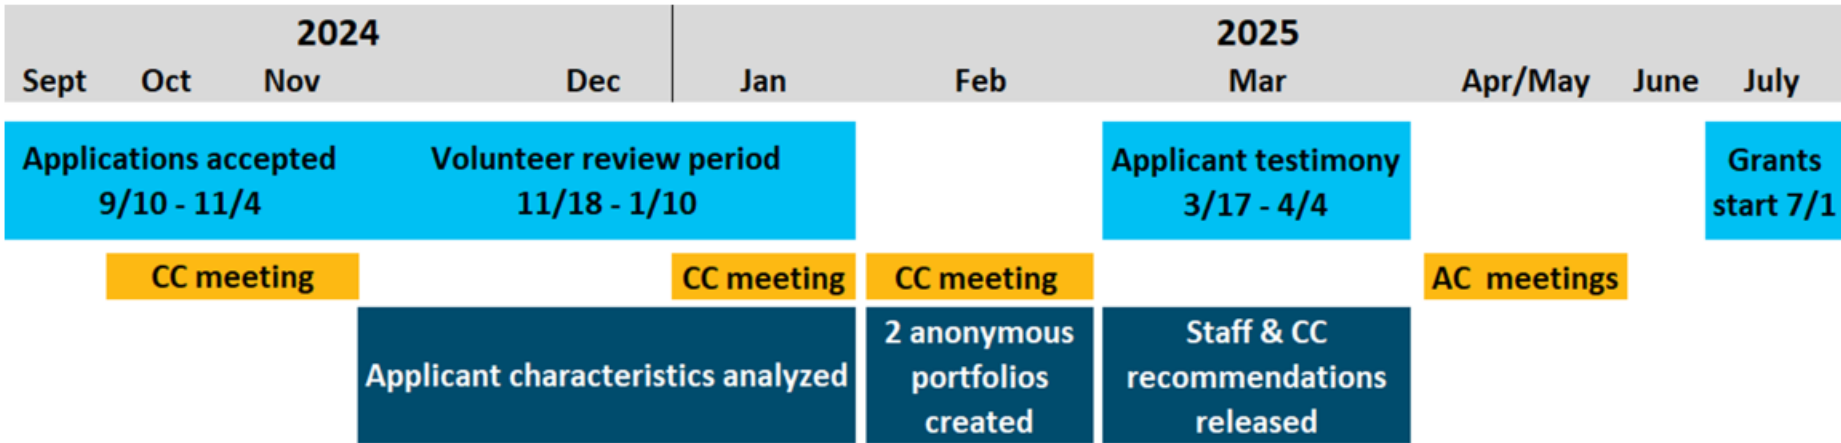 2024
2025
Sept Oct Nov Dec Jan Feb Mar Apr/May June July
Applications accepted
9/10 - 11/4
Volunteer review period
11/18 - 1/10
Applicant testimony
3/17 - 4/4
Grants
start 7/1
CC meeting
CC meeting
CC meeting
AC meetings
Applicant characteristics analyzed
2 anonymous
portfolios
created
Staff & CC
recommendations
released